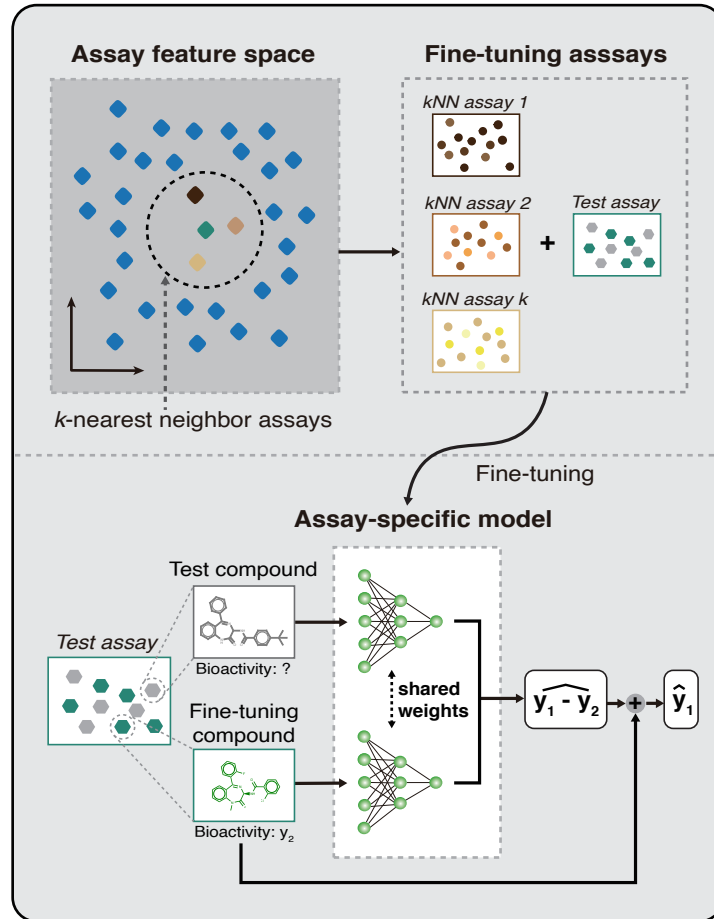 Assay feature space
Fine-tuning asssays
kNN assay 1
kNN assay 2
Test assay
+
kNN assay k
k-nearest neighbor assays
Fine-tuning
Assay-specific model
Test compound
Bioactivity: ?
Test assay
Fine-tuning
compound
Bioactivity: y₂
shared
weights
y₁ - y₂
+
ŷ₁